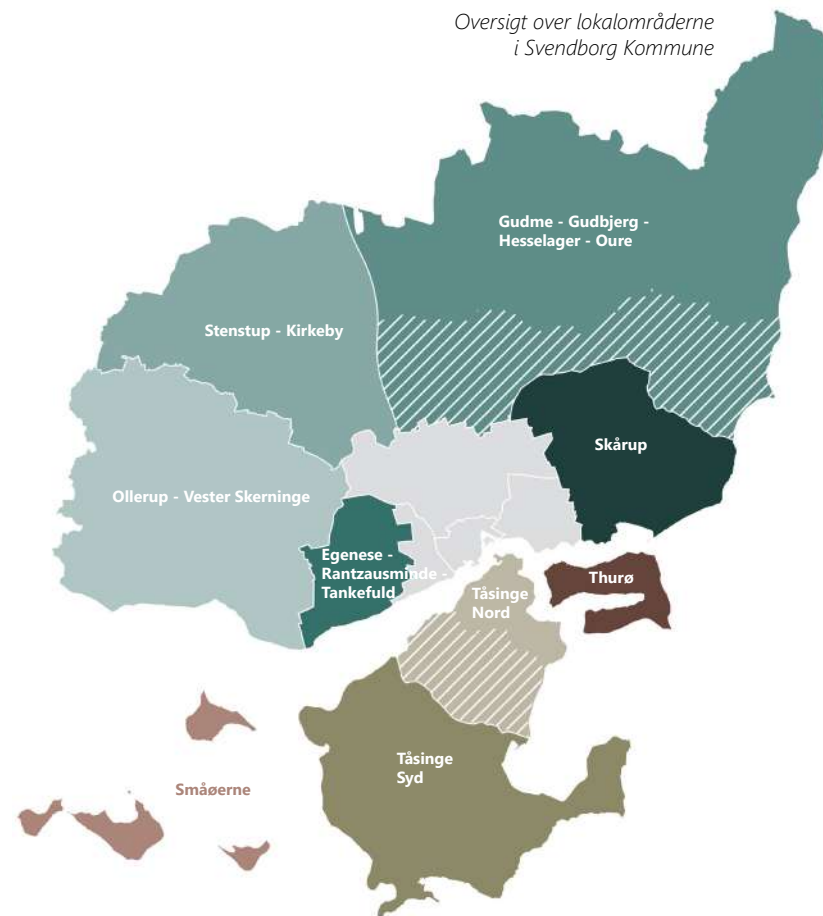 Oversigt over lokalområderne
i Svendborg Kommune
Gudme - Gudbjerg -
Hesselager - Oure
Stenstup - Kirkeby
Skårup
Ollerup - Vester Skerninge
Egenese -
Rantzausminde -
Tankefuld
Thurø
Tåsinge
Nord
Tåsinge
Syd
Småøerne